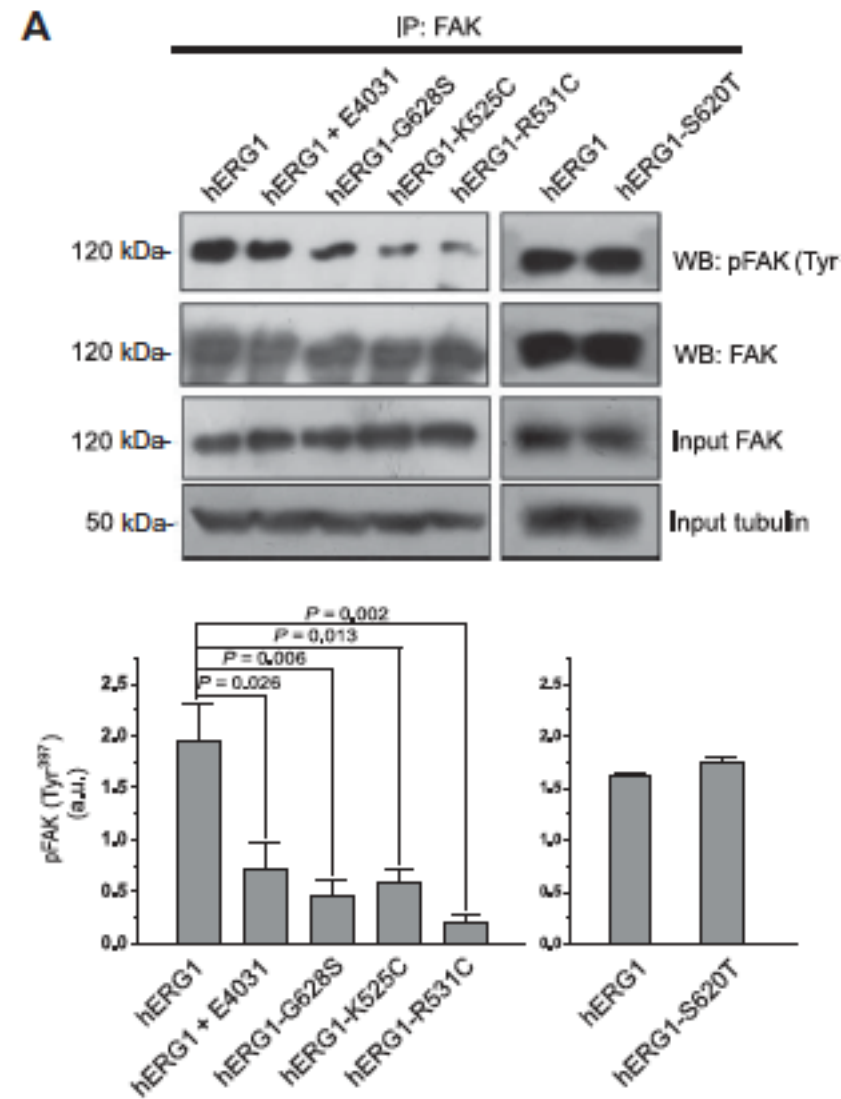 A
IP: FAK
hERG1
hERG1 + E4031
hERG1-G628S
hERG1-K525C
hERG1-R531C
hERG1
hERG1-S620T
120 kDa-
WB: pFAK (Tyr
120 kDa-
WB: FAK
120 kDa-
Input FAK
50 kDa-
Input tubulin
P = 0.002
P = 0.013
P = 0.006
P = 0.026
pFAK (Tyr³⁹⁷)
(a.u.)
2.5
2.0
1.5
1.0
0.5
0.0
2.5
2.0
1.5
1.0
0.5
0.0
hERG1
hERG1 + E4031
hERG1-G628S
hERG1-K525C
hERG1-R531C
hERG1
hERG1-S620T